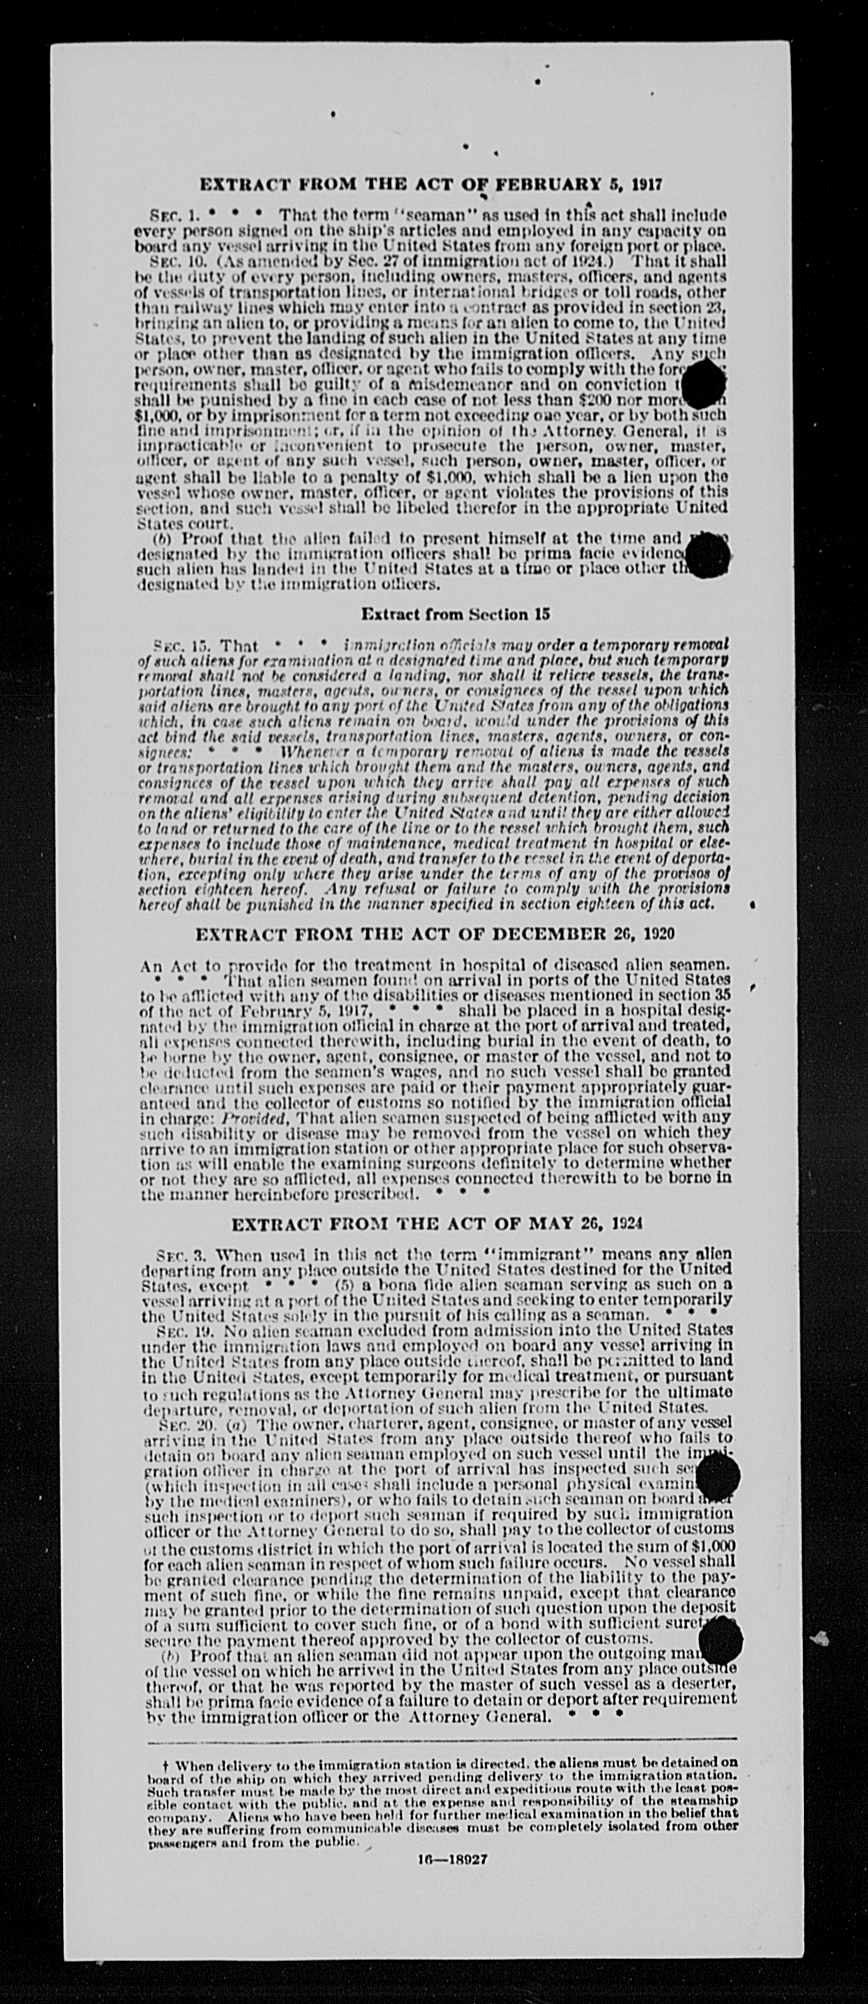 EXTRACT FROM THE ACT OF FEBRUARY 5, 1917
SEC. 1. * * * That the term "seaman" as used in this act shall include
every person signed on the ship's articles and employed in any capacity on
board any vessel arriving in the United States from any foreign port or place.
SEC. 10. (As amended by Sec. 27 of immigration act of 1924.) That it shall
be the duty of every person, including owners, masters, officers, and agents
of vessels of transportation lines, or international bridges or toll roads, other
than railway lines which may enter into a contract as provided in section 23,
bringing an alien to, or providing a means for an alien to come to, the United
States, to prevent the landing of such alien in the United States at any time
or place other than as designated by the immigration officers. Any such
person, owner, master, officer, or agent who fails to comply with the
requirements shall be guilty of a misdemeanor and on conviction
shall be punished by a fine in each case of not less than $200 nor more
$1,000, or by imprisonment for a term not exceeding one year, or by both such
fine and imprisonment; or, if in the opinion of the Attorney General, it is
impracticable or inconvenient to prosecute the person, owner, master,
officer, or agent of any such vessel, such person, owner, master, officer, or
agent shall be liable to a penalty of $1,000, which shall be a lien upon the
vessel whose owner, master, officer, or agent violates the provisions of this
section, and such vessel shall be libeled therefor in the appropriate United
States court.
(b) Proof that the alien failed to present himself at the time and
designated by the immigration officers shall be prima facie evidence
such alien has landed in the United States at a time or place other
designated by the immigration officers.
Extract from Section 15
SEC. 15. That * * * immigration officials may order a temporary removal
of such aliens for examination at a designated time and place, but such temporary
removal shall not be considered a landing, nor shall it relieve vessels, the trans-
portation lines, masters, agents, owners, or consignees of the vessel upon which
said aliens are brought to any port of the United States from any of the obligations
which, in case such aliens remain on board, would under the provisions of this
act bind the said vessels, transportation lines, masters, agents, owners, or con-
signees: * * * Whenever a temporary removal of aliens is made the vessels
or transportation lines which brought them and the masters, owners, agents, and
consignees of the vessel upon which they arrive shall pay all expenses of such
removal and all expenses arising during subsequent detention, pending decision
on the aliens' eligibility to enter the United States and until they are either allowed
to land or returned to the care of the line or to the vessel which brought them, such
expenses to include those of maintenance, medical treatment in hospital or else-
where, burial in the event of death, and transfer to the vessel in the event of deporta-
tion, excepting only where they arise under the terms of any of the provisos of
section eighteen hereof. Any refusal or failure to comply with the provisions
hereof shall be punished in the manner specified in section eighteen of this act.
EXTRACT FROM THE ACT OF DECEMBER 26, 1920
An Act to provide for the treatment in hospital of diseased alien seamen.
* * * That alien seamen found on arrival in ports of the United States
to be afflicted with any of the disabilities or diseases mentioned in section 35
of the act of February 5, 1917, * * * shall be placed in a hospital desig-
nated by the immigration official in charge at the port of arrival and treated,
all expenses connected therewith, including burial in the event of death, to
be borne by the owner, agent, consignee, or master of the vessel, and not to
be deducted from the seamen's wages, and no such vessel shall be granted
clearance until such expenses are paid or their payment appropriately guar-
anteed and the collector of customs so notified by the immigration official
in charge: Provided, That alien seamen suspected of being afflicted with any
such disability or disease may be removed from the vessel on which they
arrive to an immigration station or other appropriate place for such observa-
tion as will enable the examining surgeons definitely to determine whether
or not they are so afflicted, all expenses connected therewith to be borne in
the manner hereinbefore prescribed. * * *
EXTRACT FROM THE ACT OF MAY 26, 1924
SEC. 3. When used in this act the term "immigrant" means any alien
departing from any place outside the United States destined for the United
States, except * * * (5) a bona fide alien seaman serving as such on a
vessel arriving at a port of the United States and seeking to enter temporarily
the United States solely in the pursuit of his calling as a seaman. * * *
SEC. 19. No alien seaman excluded from admission into the United States
under the immigration laws and employed on board any vessel arriving in
the United States from any place outside thereof, shall be permitted to land
in the United States, except temporarily for medical treatment, or pursuant
to such regulations as the Attorney General may prescribe for the ultimate
departure, removal, or deportation of such alien from the United States.
SEC. 20. (a) The owner, charterer, agent, consignee, or master of any vessel
arriving in the United States from any place outside thereof who fails to
detain on board any alien seaman employed on such vessel until the immi-
gration officer in charge at the port of arrival has inspected such
(which inspection in all cases shall include a personal physical
by the medical examiners), or who fails to detain such seaman on board after
such inspection or to deport such seaman if required by such immigration
officer or the Attorney General to do so, shall pay to the collector of customs
of the customs district in which the port of arrival is located the sum of $1,000
for each alien seaman in respect of whom such failure occurs. No vessel shall
be granted clearance pending the determination of the liability to the pay-
ment of such fine, or while the fine remains unpaid, except that clearance
may be granted prior to the determination of such question upon the deposit
of a sum sufficient to cover such fine, or of a bond with sufficient
secure the payment thereof approved by the collector of customs.
(b) Proof that an alien seaman did not appear upon the outgoing
of the vessel on which he arrived in the United States from any place outside
thereof, or that he was reported by the master of such vessel as a deserter,
shall be prima facie evidence of a failure to detain or deport after requirement
by the immigration officer or the Attorney General. * * *
† When delivery to the immigration station is directed, the aliens must be detained on
board of the ship on which they arrived pending delivery to the immigration station.
Such transfer must be made by the most direct and expeditious route with the least pos-
sible contact with the public, and at the expense and responsibility of the steamship
company. Aliens who have been held for further medical examination in the belief that
they are suffering from communicable diseases must be completely isolated from other
passengers and from the public.
16—18927